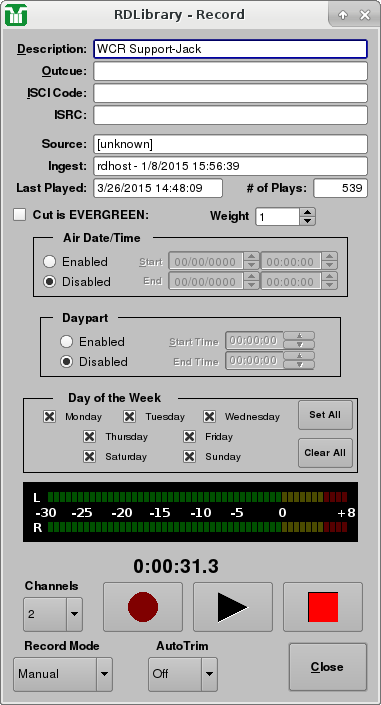 RDLibrary - Record
Description: WCR Support-Jack
Outcue:
ISCI Code:
ISRC:
Source: [unknown]
Ingest: rdhost - 1/8/2015 15:56:39
Last Played: 3/26/2015 14:48:09 # of Plays: 539
Cut is EVERGREEN: Weight 1
Air Date/Time
Enabled Start 00/00/0000 00:00:00
Disabled End 00/00/0000 00:00:00
Daypart
Enabled Start Time 00:00:00
Disabled End Time 00:00:00
Day of the Week
Monday Tuesday Wednesday Set All
Thursday Friday
Saturday Sunday Clear All
L
-30 -25 -20 -15 -10 -5 0 +8
R
0:00:31.3
Channels
2
Record Mode AutoTrim
Manual Off Close